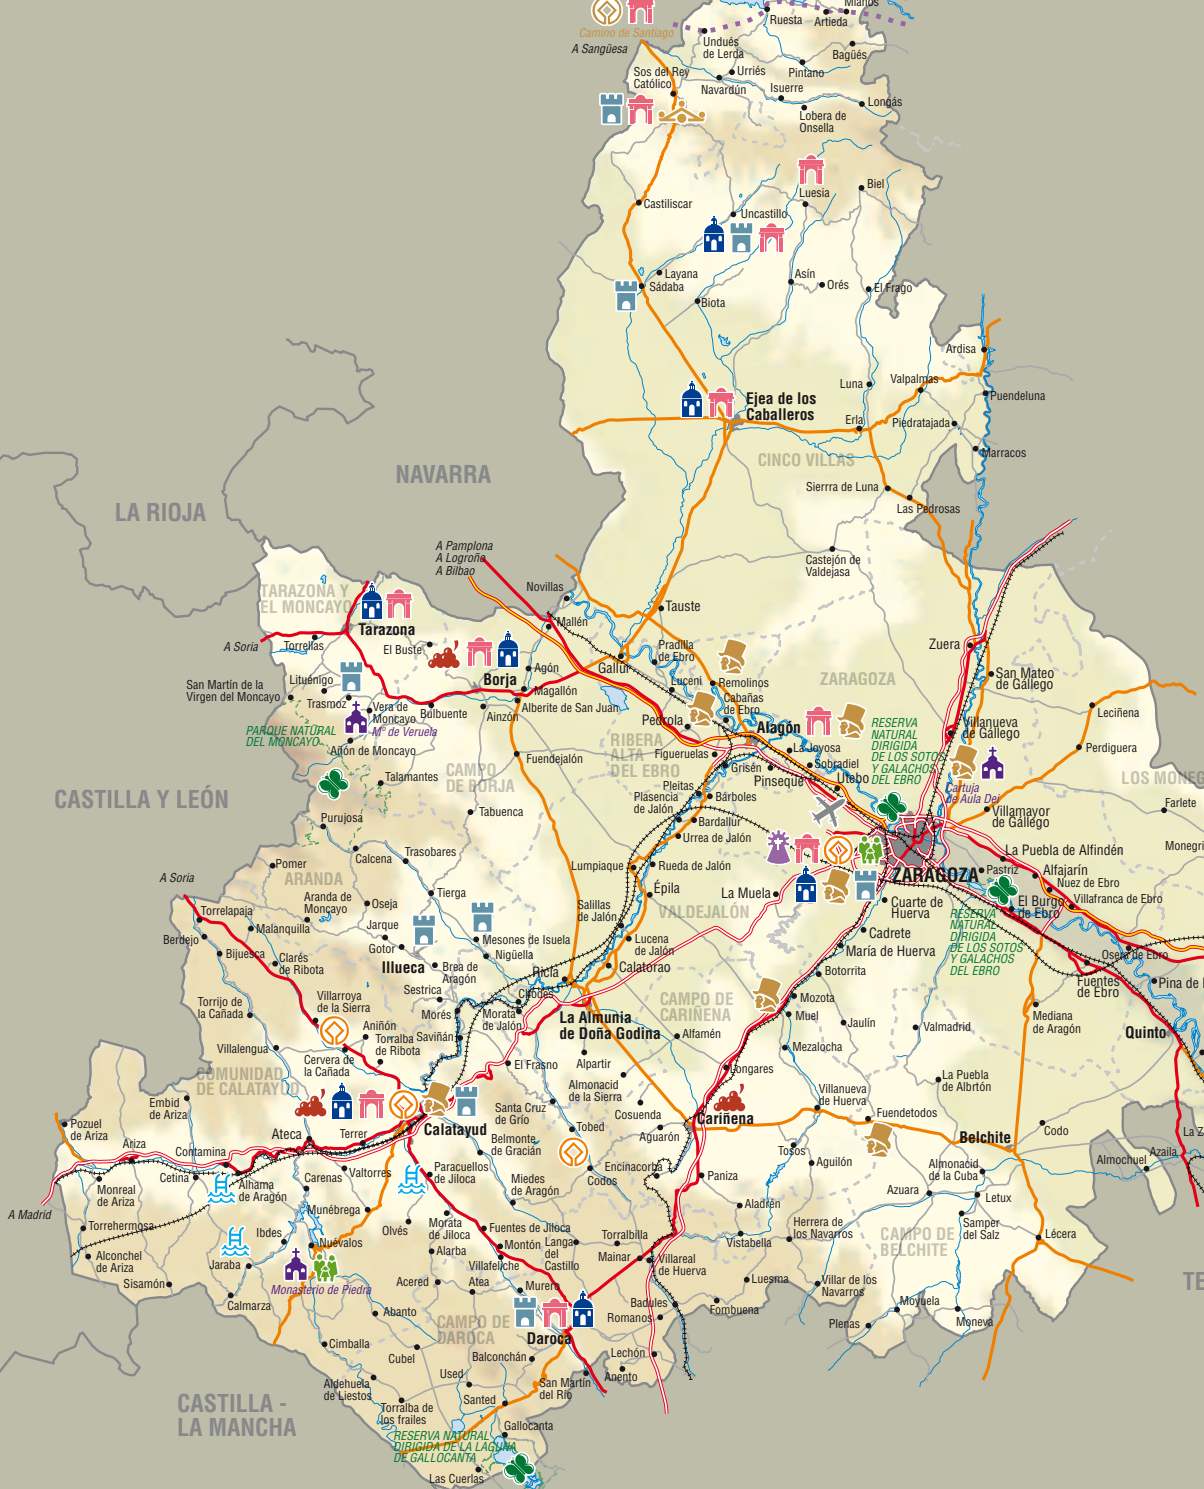 Mianos
Ruesta
Artieda
Camino de Santiago
A Sangüesa
Undués
de Lerda
Bagüés
Sos del Rey
Católico
Urriés
Pintano
Navardún
Isuerre
Longás
Lobera de
Onsella
Luesia
Biel
Castiliscar
Uncastillo
Layana
Sádaba
Asín
Orés
El Frago
Biota
Ardisa
Luna
Valpalmas
Puendeluna
Ejea de los
Caballeros
Erla
Piedratajada
Marracos
CINCO VILLAS
NAVARRA
LA RIOJA
Sierrra de Luna
Las Pedrosas
A Pamplona
A Logroño
A Bilbao
Castejón de
Valdejasa
TARAZONA Y
EL MONCAYO
Novillas
Tauste
Mallén
Tarazona
A Soria
Torrellas
El Buste
Zuera
Pradilla
de Ebro
Agón
Gallur
Borja
Lituénigo
San Martín de la
Virgen del Moncayo
Trasmoz
Magallón
Luceni
Remolinos
ZARAGOZA
San Mateo
de Gállego
Vera de
Moncayo
Bulbuente
Ainzón
Alberite de San Juan
Cabañas
de Ebro
Leciñena
Mº de Veruela
PARQUE NATURAL
DEL MONCAYO
Añón de Moncayo
Pedrola
Alagón
RESERVA
NATURAL
DIRIGIDA
DE LOS SOTOS
Y GALACHOS
DEL EBRO
Villanueva
de Gállego
Perdiguera
RIBERA
ALTA
DEL EBRO
Figueruelas
La Joyosa
Sobradiel
Fuendejalón
Grisén
Pinseque
Utebo
CAMPO
DE BORJA
Talamantes
LOS MONEG
Cartuja
de Aula Dei
CASTILLA Y LEÓN
Pleitas
Plasencia
de Jalón
Bárboles
Farlete
Tabuenca
Purujosa
Bardallur
Villamayor
de Gállego
Urrea de Jalón
Monegri
Calcena
Trasobares
La Puebla de Alfindén
Pomer
Lumpiaque
Rueda de Jalón
A Soria
ARANDA
ZARAGOZA
Pastriz
Alfajarín
Nuez de Ebro
Tierga
Épila
La Muela
Villafranca de Ebro
El Burgo
de Ebro
Aranda de
Moncayo
Oseja
Salillas
de Jalón
Cuarte de
Huerva
VALDEJALÓN
RESERVA
NATURAL
DIRIGIDA
DE LOS SOTOS
Y GALACHOS
DEL EBRO
Torrelapaja
Malanquilla
Jarque
Berdejo
Gotor
Mesones de Isuela
Nigüella
Cadrete
Lucena
de Jalón
María de Huerva
Bijuesca
Clarés
de Ribota
Illueca
Brea de
Aragón
Ricla
Calatorao
Osera de Ebro
Botorrita
Fuentes
de Ebro
Pina de
Sestrica
Chodes
Villarroya
de la Sierra
Torrijo de
la Cañada
CAMPO DE
CARIÑENA
Mozota
Morés
Morata
de Jalón
La Almunia
de Doña Godina
Muel
Jaulín
Valmadrid
Mediana
de Aragón
Aniñón
Torralba
de Ribota
Saviñán
Alfamén
Quinto
Villalengua
Cervera de
la Cañada
Mezalocha
El Frasno
Alpartir
Longares
COMUNIDAD
DE CALATAYUD
La Puebla
de Albrtón
Almonacid
de la Sierra
Villanueva
de Huerva
Embid
de Ariza
Santa Cruz
de Grío
Cosuenda
Cariñena
Fuendetodos
Pozuel
de Ariza
Calatayud
Tobed
Belchite
Codo
Ateca
Terrer
Aguarón
Ariza
Contamina
Belmonte
de Gracián
Tosos
La Z
Azaila
Almochuel
Encinacorba
Aguilón
Almonacid
de la Cuba
Cetina
Valtorres
Paracuellos
de Jiloca
Codos
Paniza
Monreal
de Ariza
Alhama
de Aragón
Carenas
Miedes
de Aragón
Azuara
Letux
A Madrid
Munébrega
Aladrén
Torrehermosa
Olvés
Morata
de Jiloca
Fuentes de Jiloca
Herrera de
los Navarros
Samper
del Salz
Ibdes
Nuévalos
Montón
Langa
del
Castillo
Torralbilla
Vistabella
CAMPO DE
BELCHITE
Lécera
Alconchel
de Ariza
Alarba
Mainar
Villareal
de Huerva
Jaraba
Villafeliche
Sisamón
Acered
Atea
Murero
Luesma
Villar de los
Navarros
TE
Monasterio de Piedra
Calmarza
Abanto
CAMPO DE
DAROCA
Badules
Romanos
Fombuena
Moyuela
Plenas
Moneva
Cimballa
Daroca
Cubel
Balconchán
Lechón
Anento
Aldehuela
de Liestos
Used
San Martín
del Río
CASTILLA -
LA MANCHA
Santed
Torralba de
los frailes
Gallocanta
RESERVA NATURAL
DIRIGIDA DE LA LAGUNA
DE GALLOCANTA
Las Cuerlas